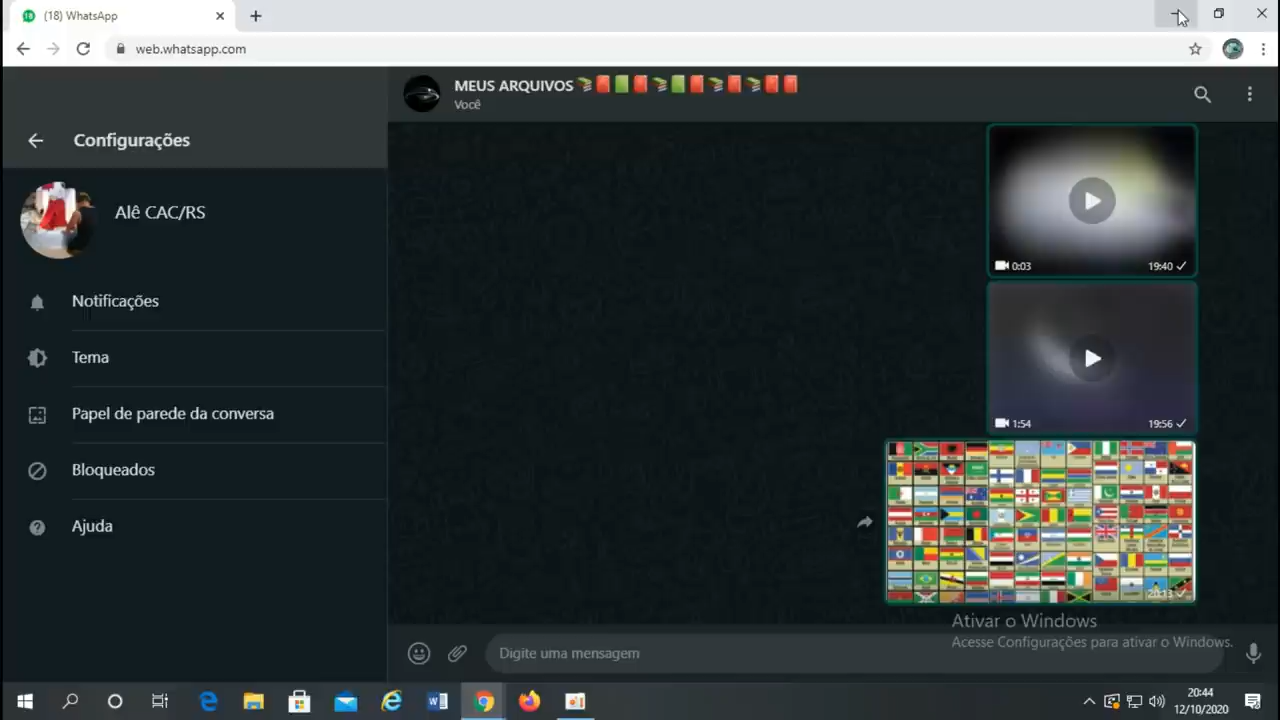 (18) WhatsApp
web.whatsapp.com
Configurações
Alê CAC/RS
Notificações
Tema
Papel de parede da conversa
Bloqueados
Ajuda
MEUS ARQUIVOS
Você
0:03 19:40
1:54 19:56
20:13
Digite uma mensagem
Ativar o Windows
Acesse Configurações para ativar o Windows.
20:44
12/10/2020